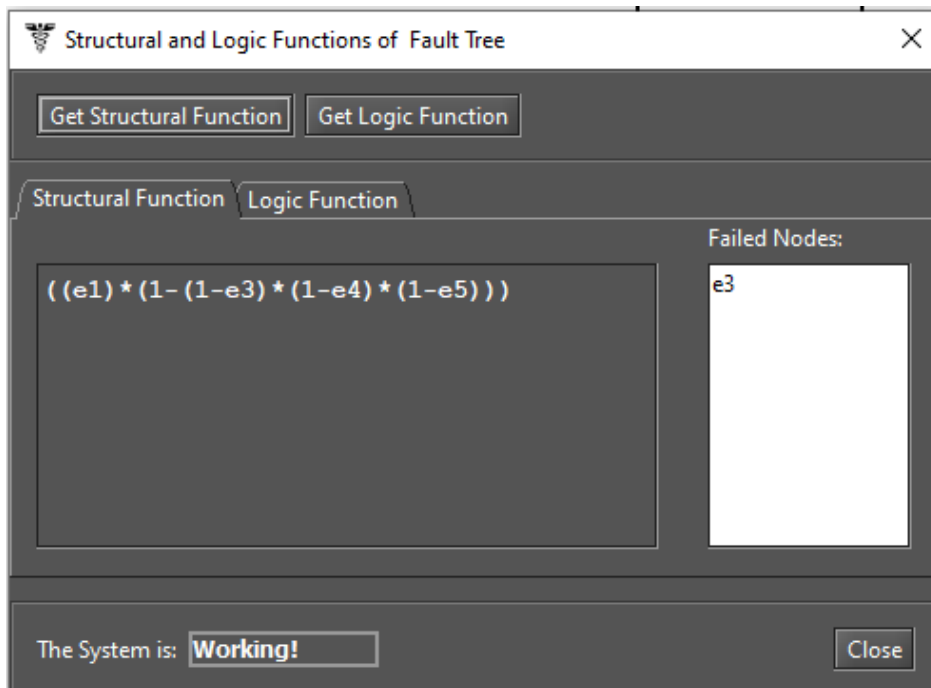 Structural and Logic Functions of Fault Tree
Get Structural Function Get Logic Function
Structural Function Logic Function
Failed Nodes:
((e1)*(1-(1-e3)*(1-e4)*(1-e5)))
e3
The System is: Working!
Close